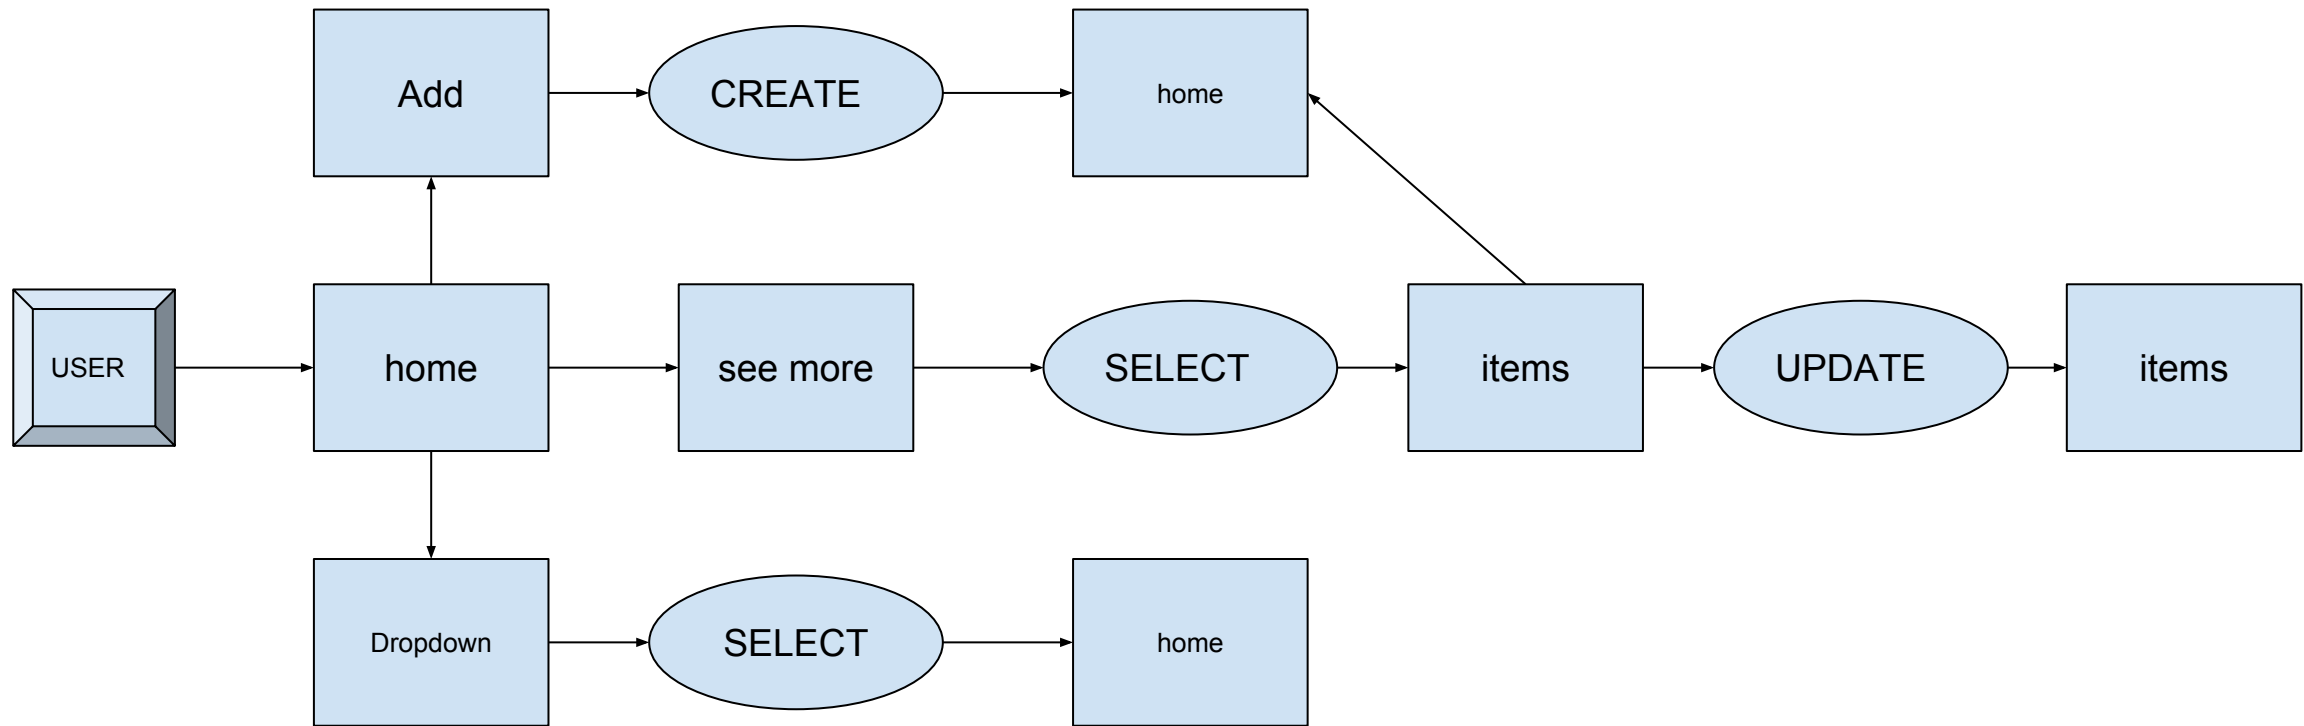 Add
CREATE
home
USER
home
see more
SELECT
items
UPDATE
items
Dropdown
SELECT
home